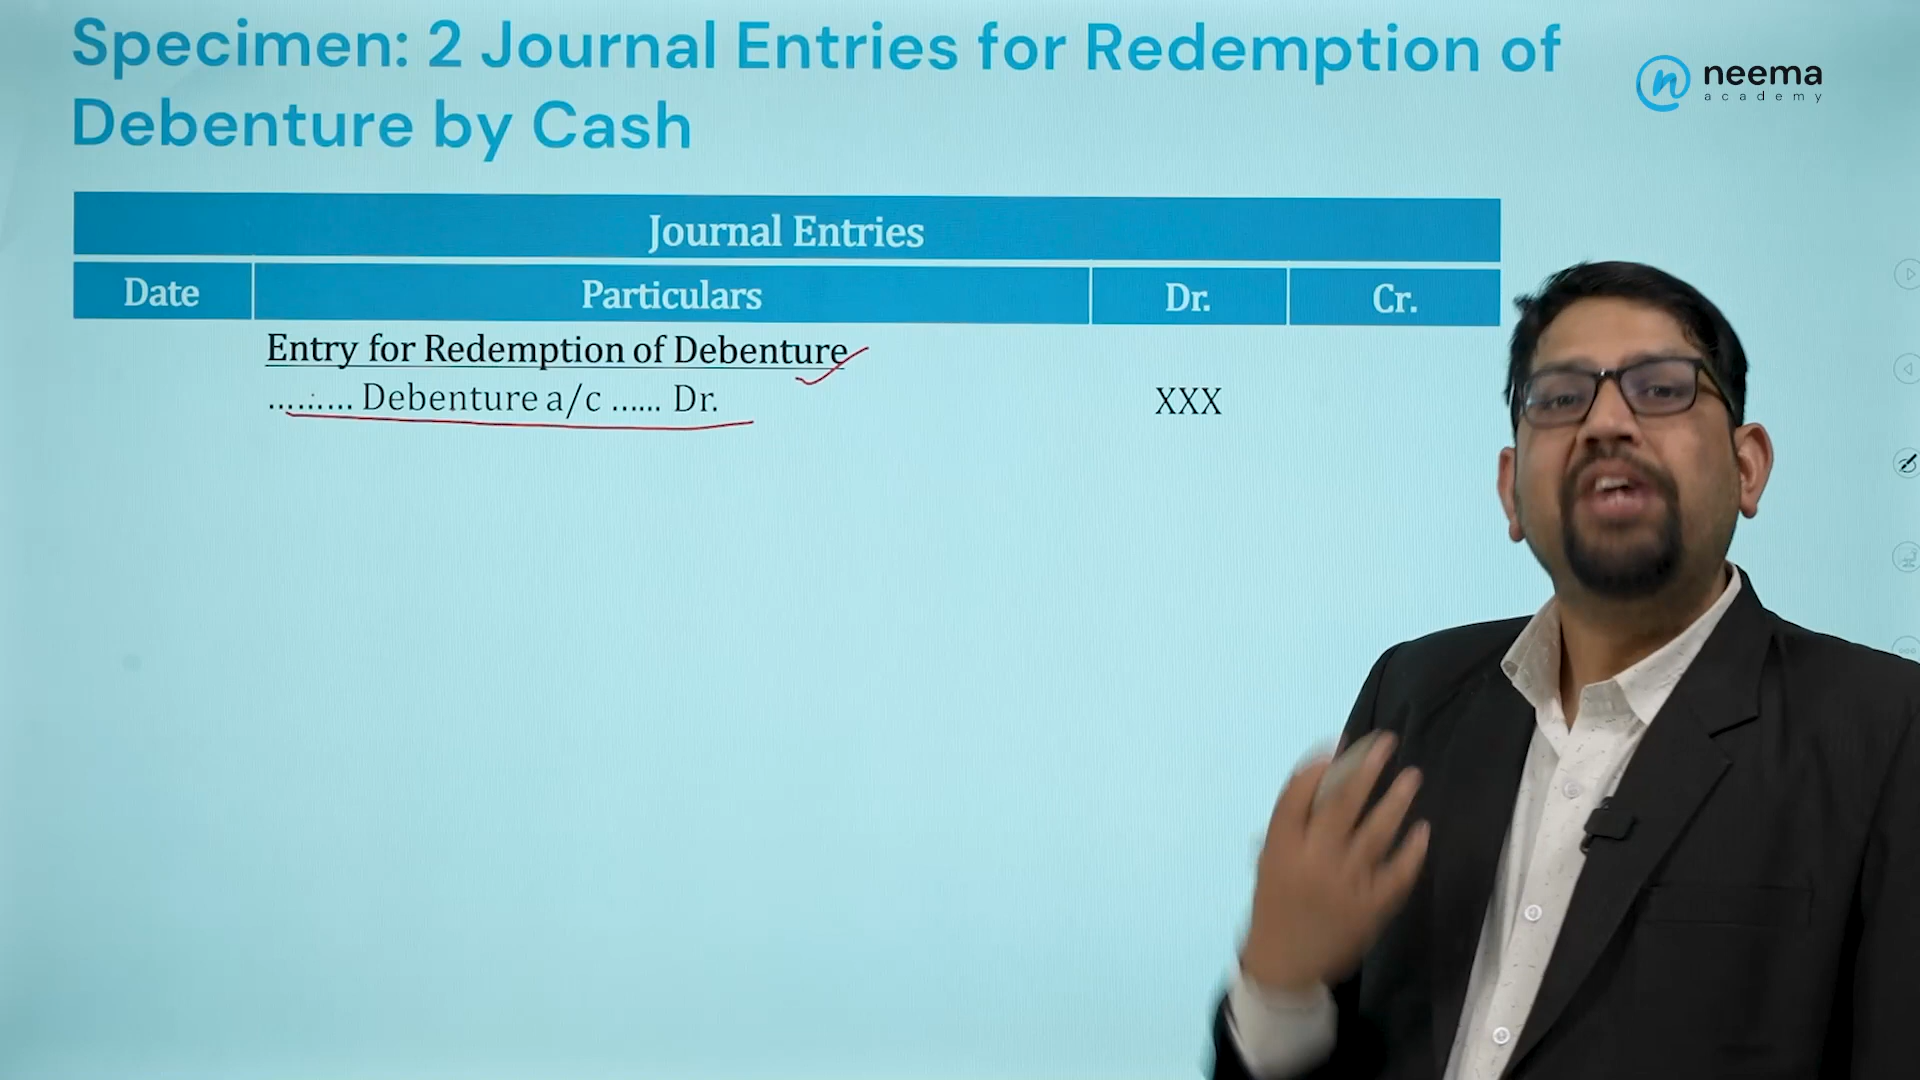 Specimen: 2 Journal Entries for Redemption of
Debenture by Cash
neema
academy
Journal Entries
Date Particulars Dr. Cr.
Entry for Redemption of Debenture
......... Debenture a/c ...... Dr. XXX